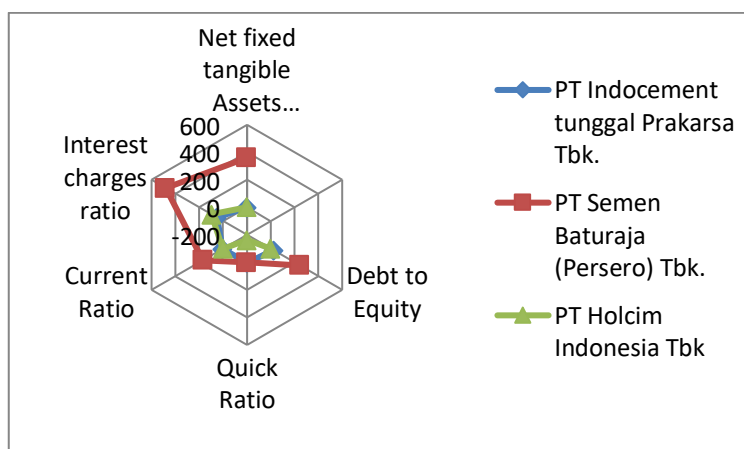 Net fixed
tangible
Assets...
600
400
200
0
-200
Interest
charges
ratio
Current
Ratio
Quick
Ratio
Debt to
Equity
PT Indocement
tunggal Prakarsa
Tbk.
PT Semen
Baturaja
(Persero) Tbk.
PT Holcim
Indonesia Tbk